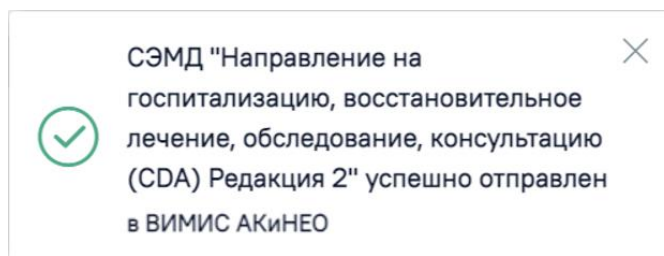 СЭМД "Направление на
госпитализацию, восстановительное
лечение, обследование, консультацию
(CDA) Редакция 2" успешно отправлен
в ВИМИС АКиНЕО